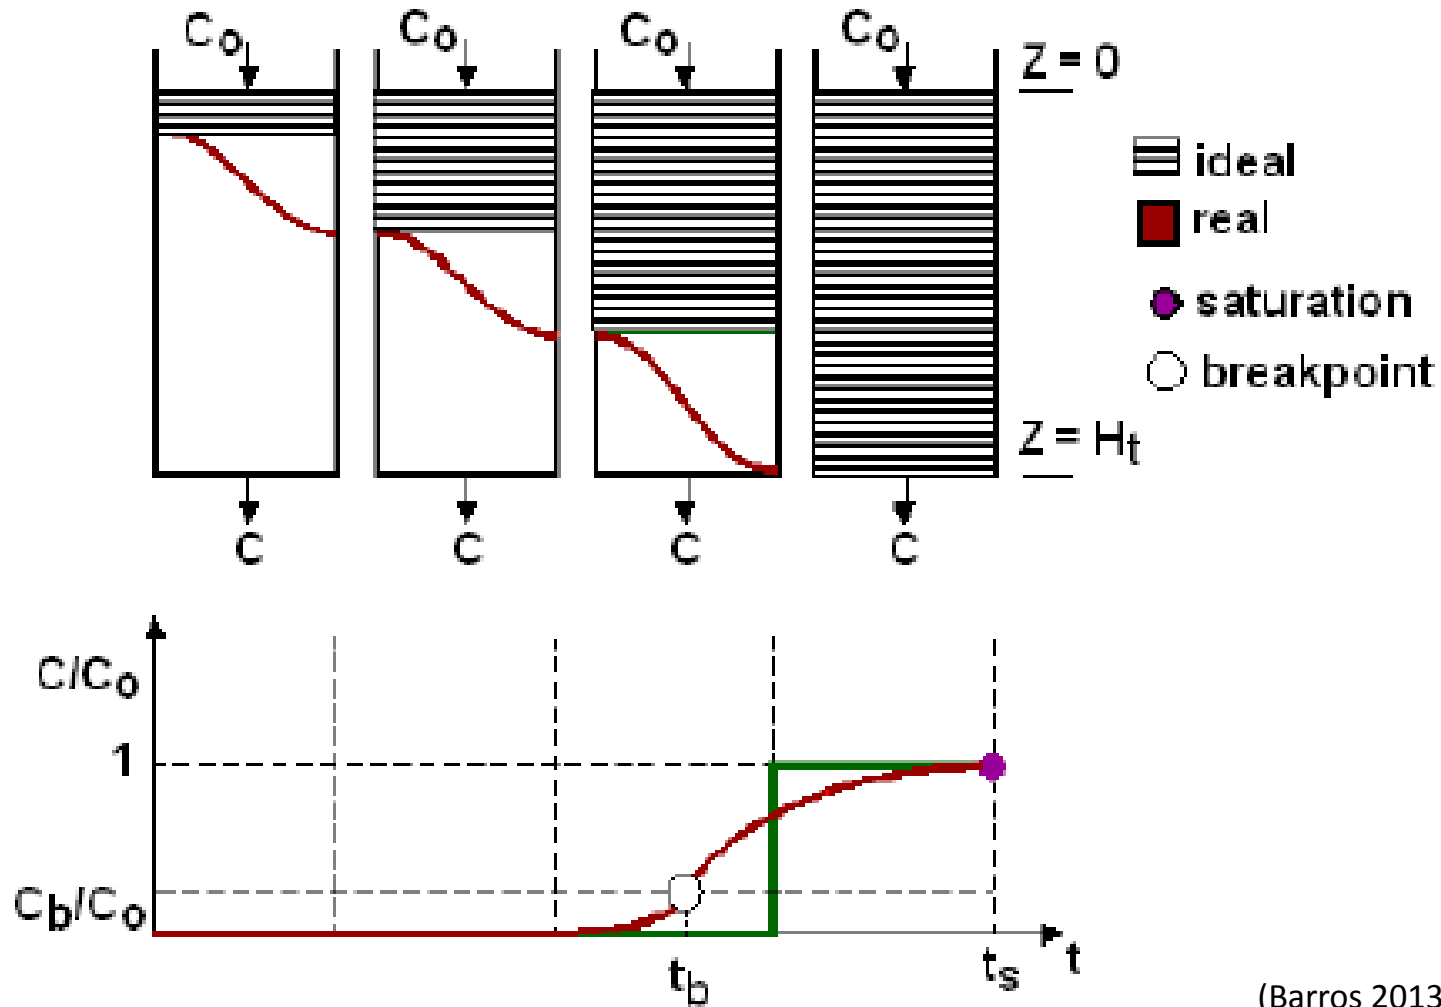 Co Co Co Co
Z = 0
ideal
real
saturation
breakpoint
Z = Ht
C C C C
C/Co
1
Cb/Co
tb
ts
t
(Barros 2013